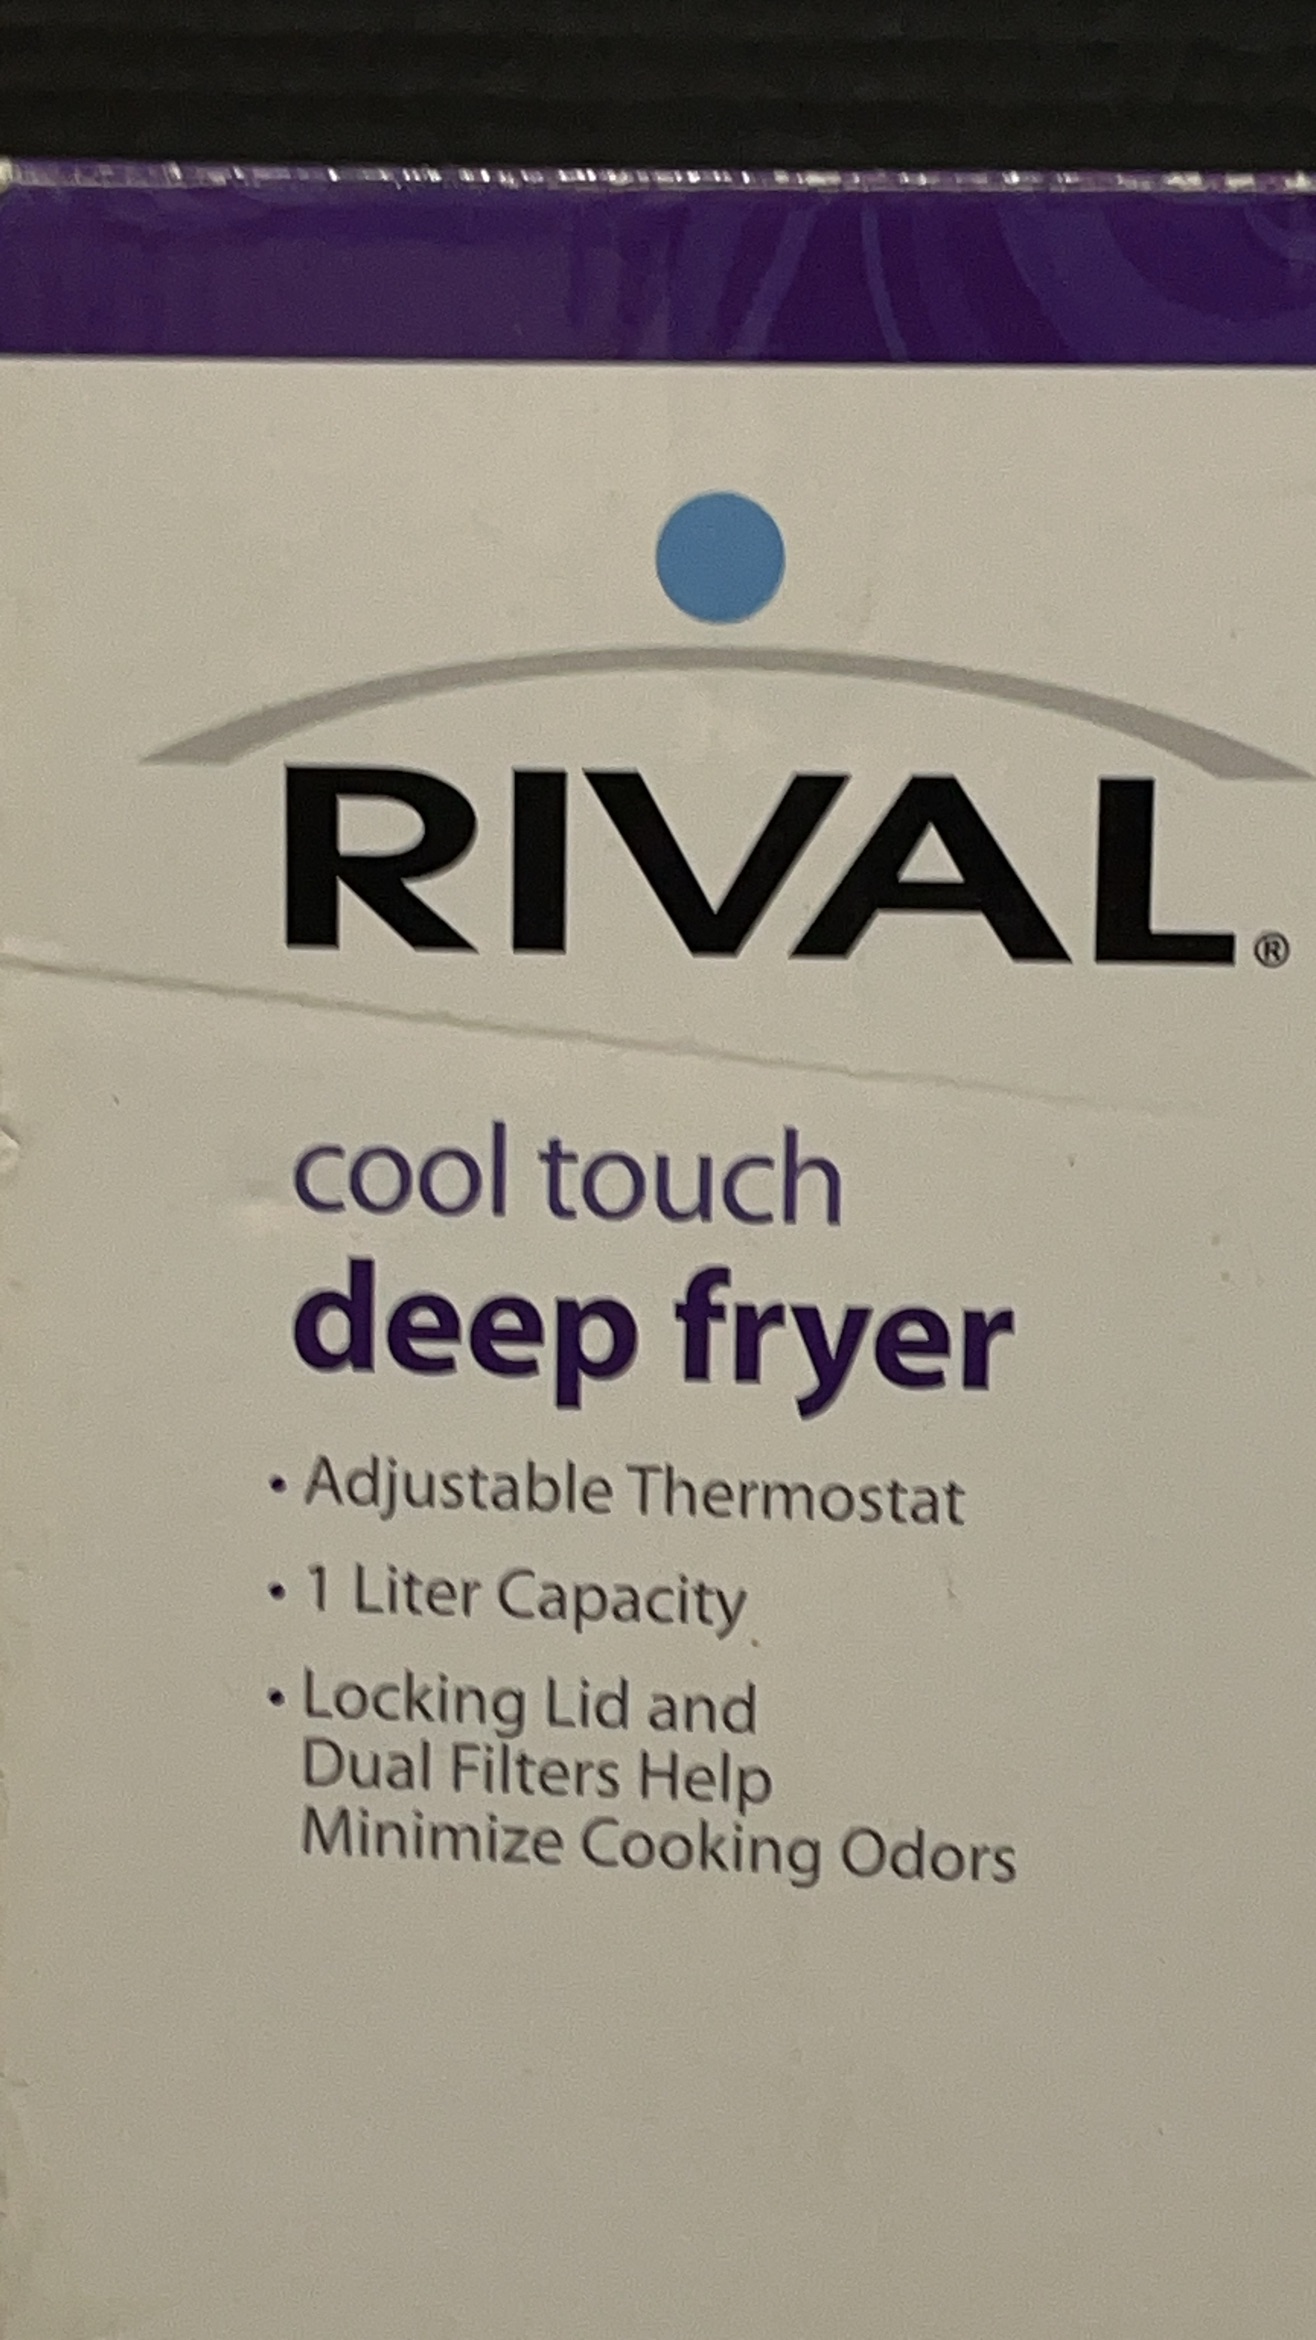 RIVAL®
cool touch
deep fryer
• Adjustable Thermostat
• 1 Liter Capacity
• Locking Lid and
Dual Filters Help
Minimize Cooking Odors